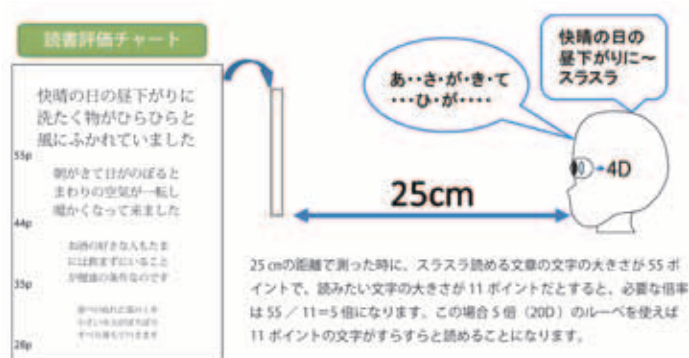 読書評価チャート
快晴の日の昼下がりに
洗たく物がひらひらと
風にふかれていました
55p
朝がきて日がのぼると
まわりの空気が一転し
暖かくなって来ました
44p
お酒の好きな人もたま
には飲まずにいること
が健康の条件なのです
35p
28p
あ・・さ・が・き・て
・・・ひ・が・・・・
快晴の日の
昼下がりに～
スラスラ
4D
25cm
25㎝の距離で測った時に、スラスラ読める文章の文字の大きさが 55 ポ
イントで、読みたい文字の大きさが 11 ポイントだとすると、必要な倍率
は 55 ／ 11＝5 倍になります。この場合 5 倍（20D）のルーペを使えば
11 ポイントの文字がすらすらと読めることになります。